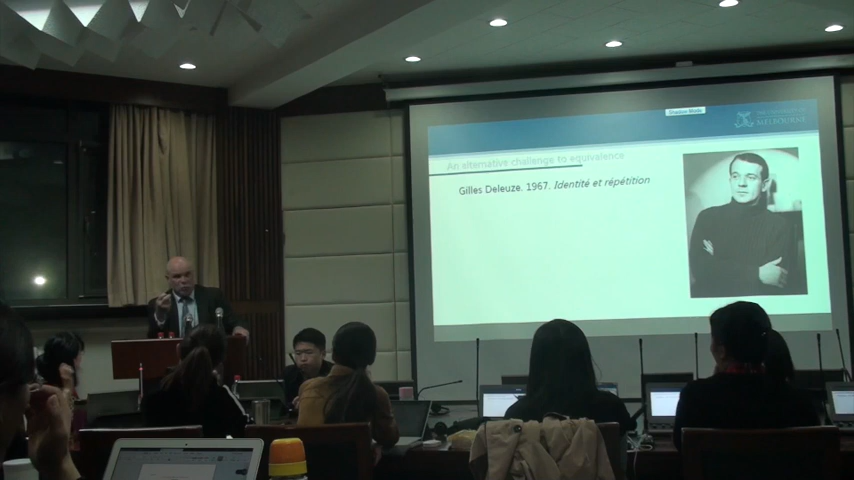 Shadow Mode
MELBOURNE
An alternative challenge to equivalence
Gilles Deleuze. 1967. Identité et répétition